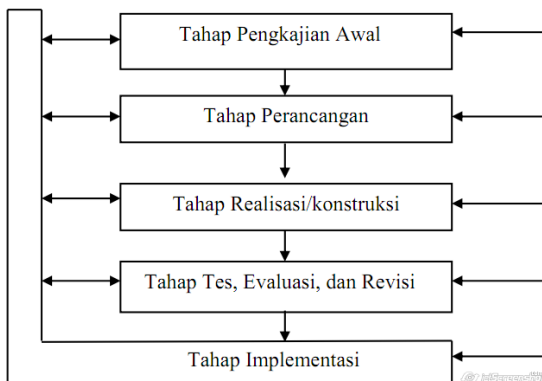 Tahap Pengkajian Awal
Tahap Perancangan
Tahap Realisasi/konstruksi
Tahap Tes, Evaluasi, dan Revisi
Tahap Implementasi